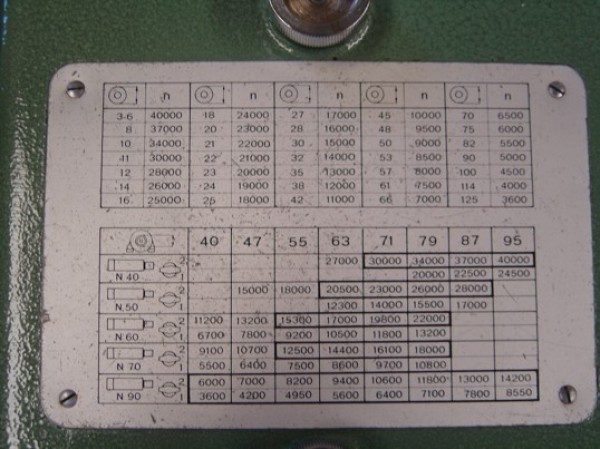 n n n n n
3-6 40000 18 24000 27 17000 45 10000 70 6500
8 37000 20 23000 28 16000 48 9500 75 6000
10 34000 21 22000 30 15000 50 9000 82 5500
11 30000 22 21000 32 14000 53 8500 90 5000
12 28000 23 20000 35 13000 57 8000 100 4500
14 26000 24 19000 38 12000 61 7500 114 4000
16 25000 25 18000 42 11000 66 7000 125 3600
40 47 55 63 71 79 87 95
2 27000 30000 34000 37000 40000
N 40 1 20000 22500 24500
2 15000 18000 20500 23000 26000 28000
N 50 1 12300 14000 15500 17000
2 11200 13200 15300 17000 19800 22000
N 60 1 6700 7800 9200 10500 11800 13200
2 9100 10700 12500 14400 16100 18000
N 70 1 5500 6400 7500 8600 9700 10800
2 6000 7000 8200 9400 10600 11800 13000 14200
N 90 1 3600 4200 4950 5600 6400 7100 7800 8550